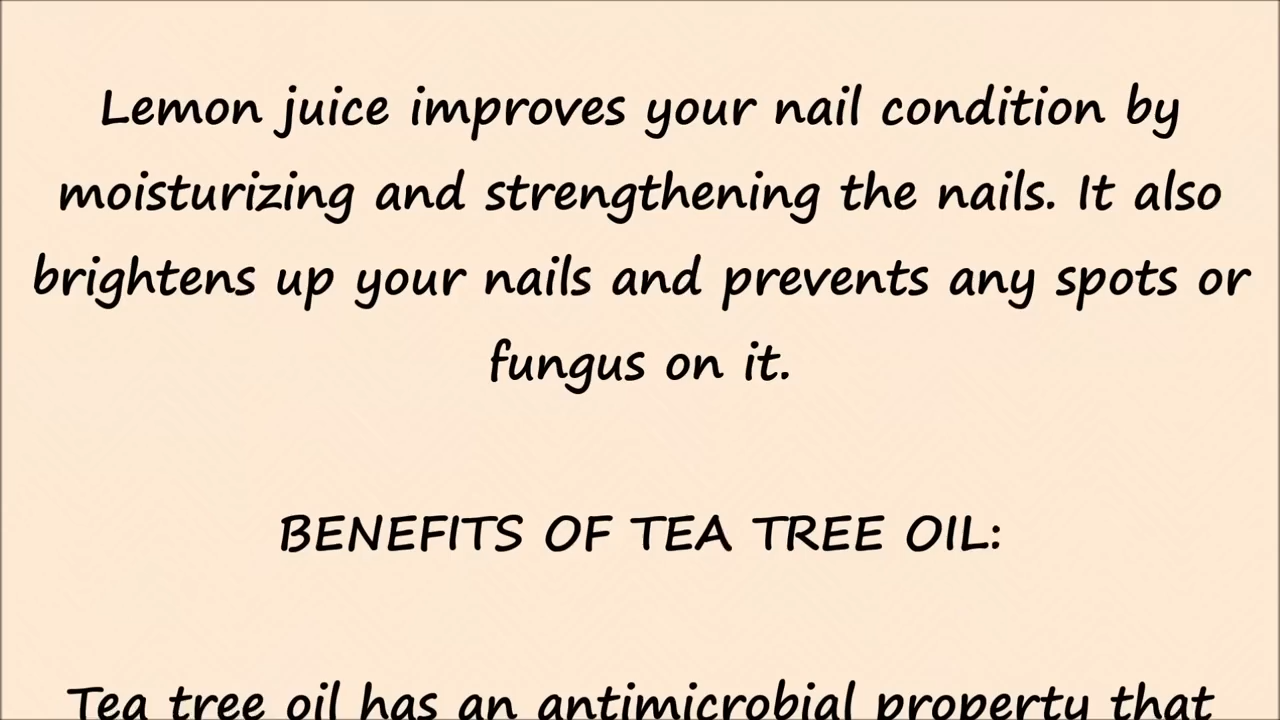 Lemon juice improves your nail condition by
moisturizing and strengthening the nails. It also
brightens up your nails and prevents any spots or
fungus on it.
BENEFITS OF TEA TREE OIL:
Tea tree oil has an antimicrobial property that